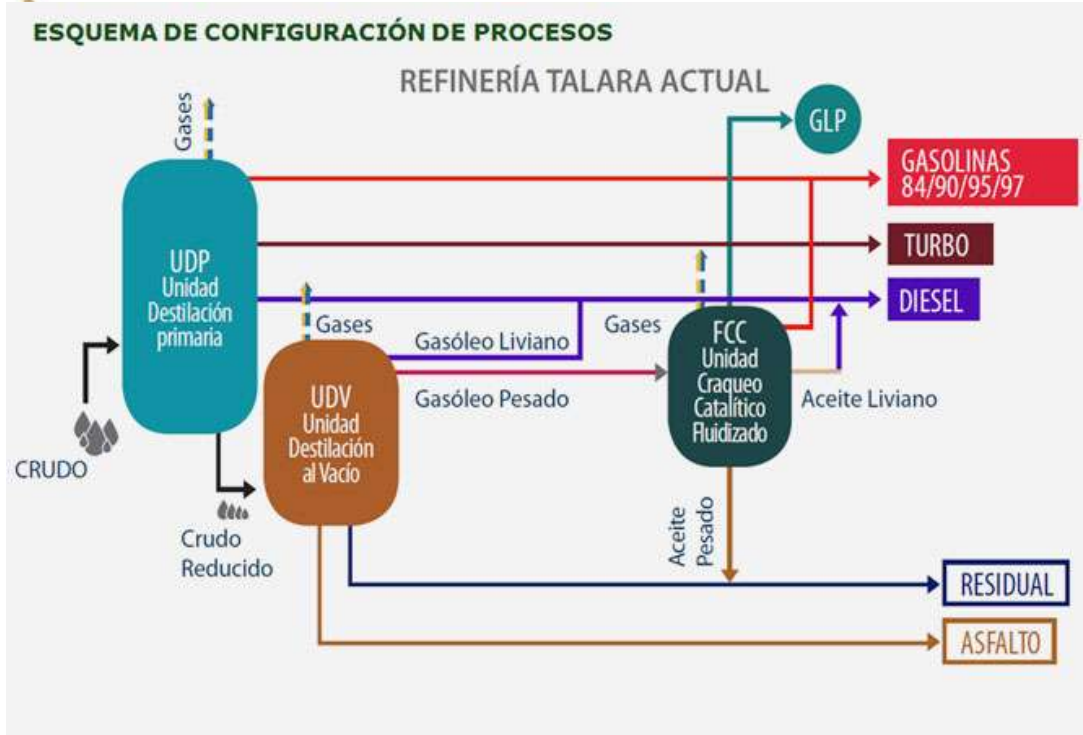 ESQUEMA DE CONFIGURACIÓN DE PROCESOS
REFINERÍA TALARA ACTUAL
Gases
GLP
GASOLINAS
84/90/95/97
UDP
Unidad
Destilación
primaria
TURBO
DIESEL
Gases
Gasóleo Liviano
Gases
FCC
Unidad
Craqueo
Catalítico
Fluidizado
UDV
Unidad
Destilación
al Vacío
Gasóleo Pesado
Aceite Liviano
CRUDO
Crudo
Reducido
Aceite
Pesado
RESIDUAL
ASFALTO